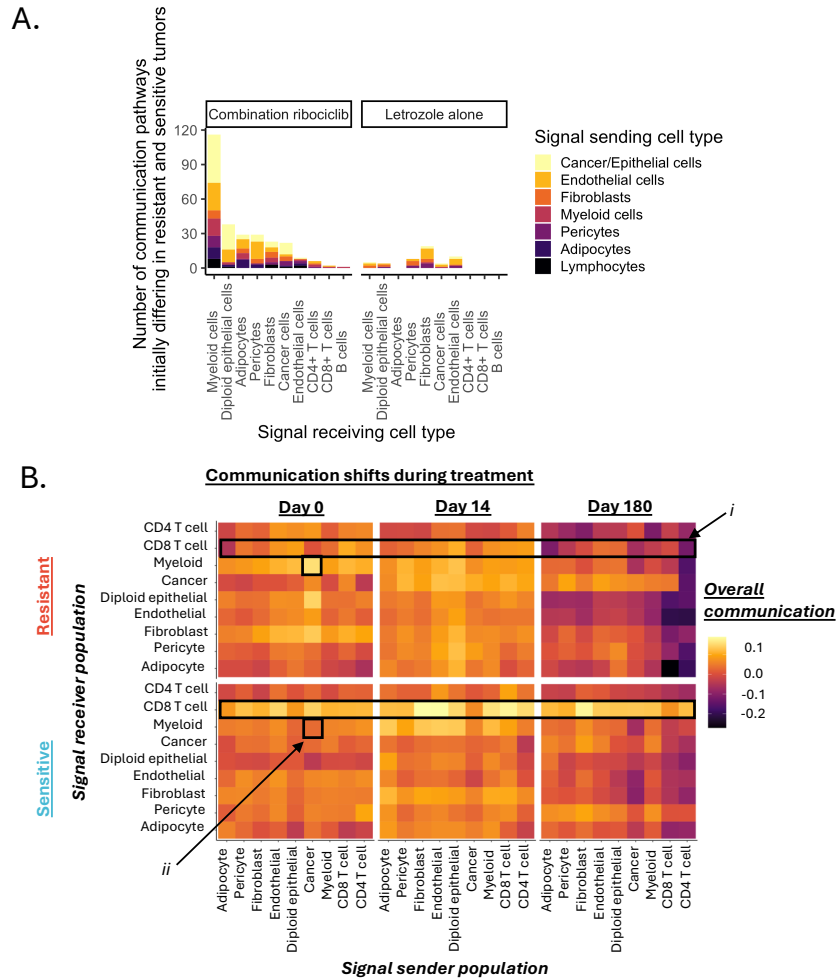 A.
Number of communication pathways
initially differing in resistant and sensitive tumors
Combination ribociclib
Letrozole alone
120
90
60
30
0
Myeloid cells
Diploid epithelial cells
Adipocytes
Pericytes
Fibroblasts
Cancer cells
Endothelial cells
CD4+ T cells
CD8+ T cells
B cells
Myeloid cells
Diploid epithelial cells
Adipocytes
Pericytes
Fibroblasts
Cancer cells
Endothelial cells
CD4+ T cells
CD8+ T cells
B cells
Signal receiving cell type
Signal sending cell type
Cancer/Epithelial cells
Endothelial cells
Fibroblasts
Myeloid cells
Pericytes
Adipocytes
Lymphocytes
B.
Communication shifts during treatment
Day 0
Day 14
Day 180
i
Resistant
Sensitive
Signal receiver population
CD4 T cell
CD8 T cell
Myeloid
Cancer
Diploid epithelial
Endothelial
Fibroblast
Pericyte
Adipocyte
CD4 T cell
CD8 T cell
Myeloid
Cancer
Diploid epithelial
Endothelial
Fibroblast
Pericyte
Adipocyte
ii
Overall
communication
0.1
0.0
-0.1
-0.2
Adipocyte
Pericyte
Fibroblast
Endothelial
Diploid epithelial
Cancer
Myeloid
CD8 T cell
CD4 T cell
Adipocyte
Pericyte
Fibroblast
Endothelial
Diploid epithelial
Cancer
Myeloid
CD8 T cell
CD4 T cell
Adipocyte
Pericyte
Fibroblast
Endothelial
Diploid epithelial
Cancer
Myeloid
CD8 T cell
CD4 T cell
Signal sender population